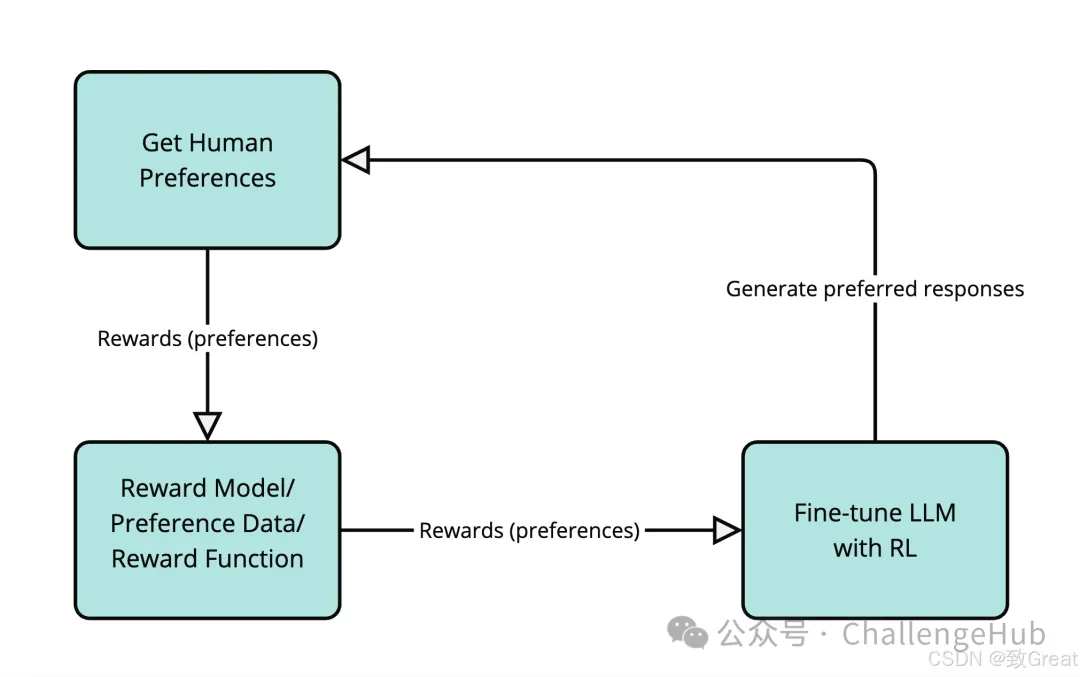 Get Human
Preferences
Generate preferred responses
Rewards (preferences)
Reward Model/
Preference Data/
Reward Function
Rewards (preferences)
Fine-tune LLM
with RL
公众号 · ChallengeHub
CSDN @致Great